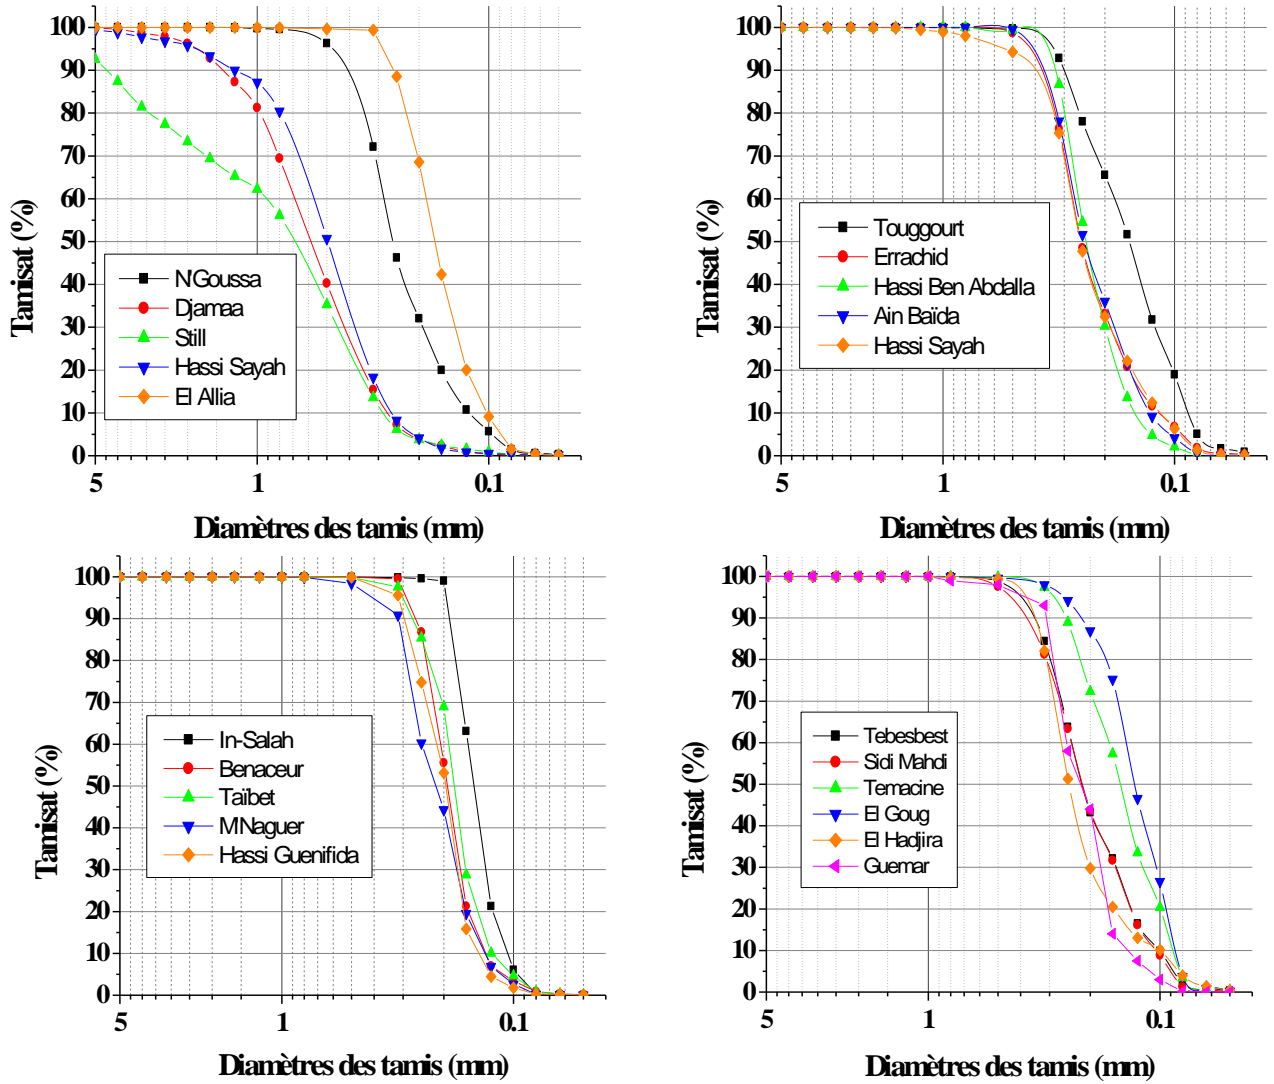 100
90
80
70
60
50
40
30
20
10
0
Tamisat (%)
N'Goussa
Djamaa
Still
Hassi Sayah
El Allia
5
1
0.1
Diamètres des tamis (mm)
100
90
80
70
60
50
40
30
20
10
0
Tamisat (%)
Touggourt
Errachid
Hassi Ben Abdalla
Ain Baïda
Hassi Sayah
5
1
0.1
Diamètres des tamis (mm)
100
90
80
70
60
50
40
30
20
10
0
Tamisat (%)
In-Salah
Benaceur
Taïbet
M'Naguer
Hassi Guenifida
5
1
0.1
Diamètres des tamis (mm)
100
90
80
70
60
50
40
30
20
10
0
Tamisat (%)
Tebesbest
Sidi Mahdi
Temacine
El Goug
El Hadjira
Guemar
5
1
0.1
Diamètres des tamis (mm)